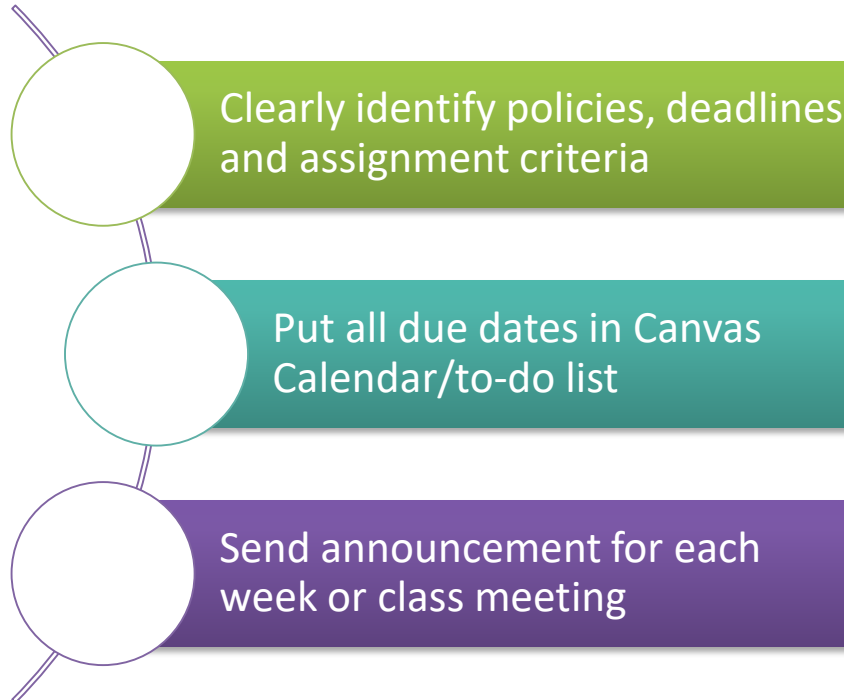 Clearly identify policies, deadlines
and assignment criteria
Put all due dates in Canvas
Calendar/to-do list
Send announcement for each
week or class meeting